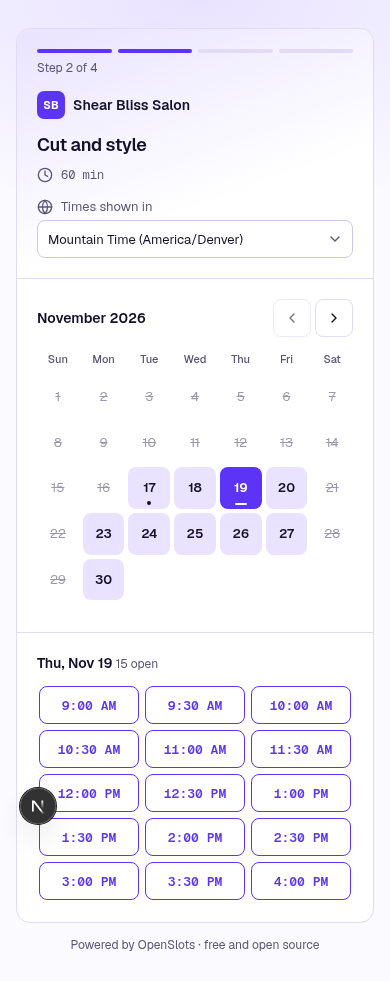 Step 2 of 4
SB Shear Bliss Salon
Cut and style
60 min
Times shown in
Mountain Time (America/Denver)
November 2026
Sun Mon Tue Wed Thu Fri Sat
1 2 3 4 5 6 7
8 9 10 11 12 13 14
15 16 17 18 19 20 21
22 23 24 25 26 27 28
29 30
Thu, Nov 19 15 open
9:00 AM 9:30 AM 10:00 AM
10:30 AM 11:00 AM 11:30 AM
12:00 PM 12:30 PM 1:00 PM
N
1:30 PM 2:00 PM 2:30 PM
3:00 PM 3:30 PM 4:00 PM
Powered by OpenSlots · free and open source